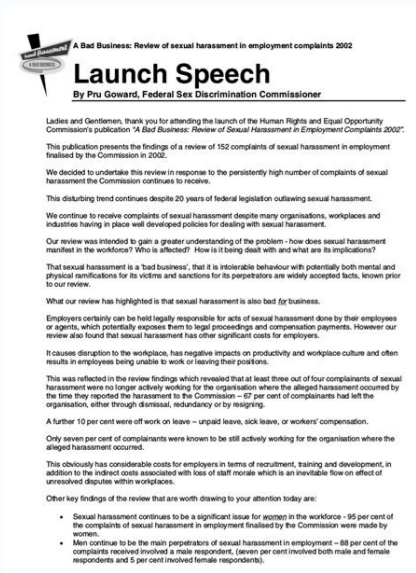 Sexual Harassment
A BAD BUSINESS
A Bad Business: Review of sexual harassment in employment complaints 2002
Launch Speech
By Pru Goward, Federal Sex Discrimination Commissioner
Ladies and Gentlemen, thank you for attending the launch of the Human Rights and Equal Opportunity
Commission's publication "A Bad Business: Review of Sexual Harassment in Employment Complaints 2002".
This publication presents the findings of a review of 152 complaints of sexual harassment in employment
finalised by the Commission in 2002.
We decided to undertake this review in response to the persistently high number of complaints of sexual
harassment the Commission continues to receive.
This disturbing trend continues despite 20 years of federal legislation outlawing sexual harassment.
We continue to receive complaints of sexual harassment despite many organisations, workplaces and
industries having in place well developed policies for dealing with sexual harassment.
Our review was intended to gain a greater understanding of the problem - how does sexual harassment
manifest in the workforce? Who is affected? How is it being dealt with and what are its implications?
That sexual harassment is a 'bad business', that it is intolerable behaviour with potentially both mental and
physical ramifications for its victims and sanctions for its perpetrators are widely accepted facts, known prior
to our review.
What our review has highlighted is that sexual harassment is also bad for business.
Employers certainly can be held legally responsible for acts of sexual harassment done by their employees
or agents, which potentially exposes them to legal proceedings and compensation payments. However our
review also found that sexual harassment has other significant costs for employers.
It causes disruption to the workplace, has negative impacts on productivity and workplace culture and often
results in employees being unable to work or leaving their positions.
This was reflected in the review findings which revealed that at least three out of four complainants of sexual
harassment were no longer actively working for the organisation where the alleged harassment occurred by
the time they reported the harassment to the Commission – 67 per cent of complainants had left the
organisation, either through dismissal, redundancy or by resigning.
A further 10 per cent were off work on leave – unpaid leave, sick leave, or workers' compensation.
Only seven per cent of complainants were known to be still actively working for the organisation where the
alleged harassment occurred.
This obviously has considerable costs for employers in terms of recruitment, training and development, in
addition to the indirect costs associated with loss of staff morale which is an inevitable flow on effect of
unresolved disputes within workplaces.
Other key findings of the review that are worth drawing to your attention today are:
• Sexual harassment continues to be a significant issue for women in the workforce - 95 per cent of
the complaints of sexual harassment in employment finalised by the Commission were made by
women.
• Men continue to be the main perpetrators of sexual harassment in employment – 88 per cent of the
complaints received involved a male respondent, (seven per cent involved both male and female
respondents and 5 per cent involved female respondents).